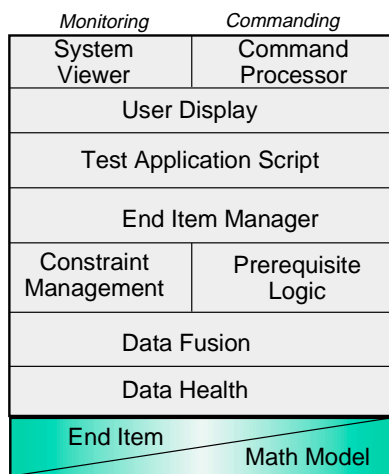 Monitoring Commanding
System Viewer
Command Processor
User Display
Test Application Script
End Item Manager
Constraint Management
Prerequisite Logic
Data Fusion
Data Health
End Item
Math Model